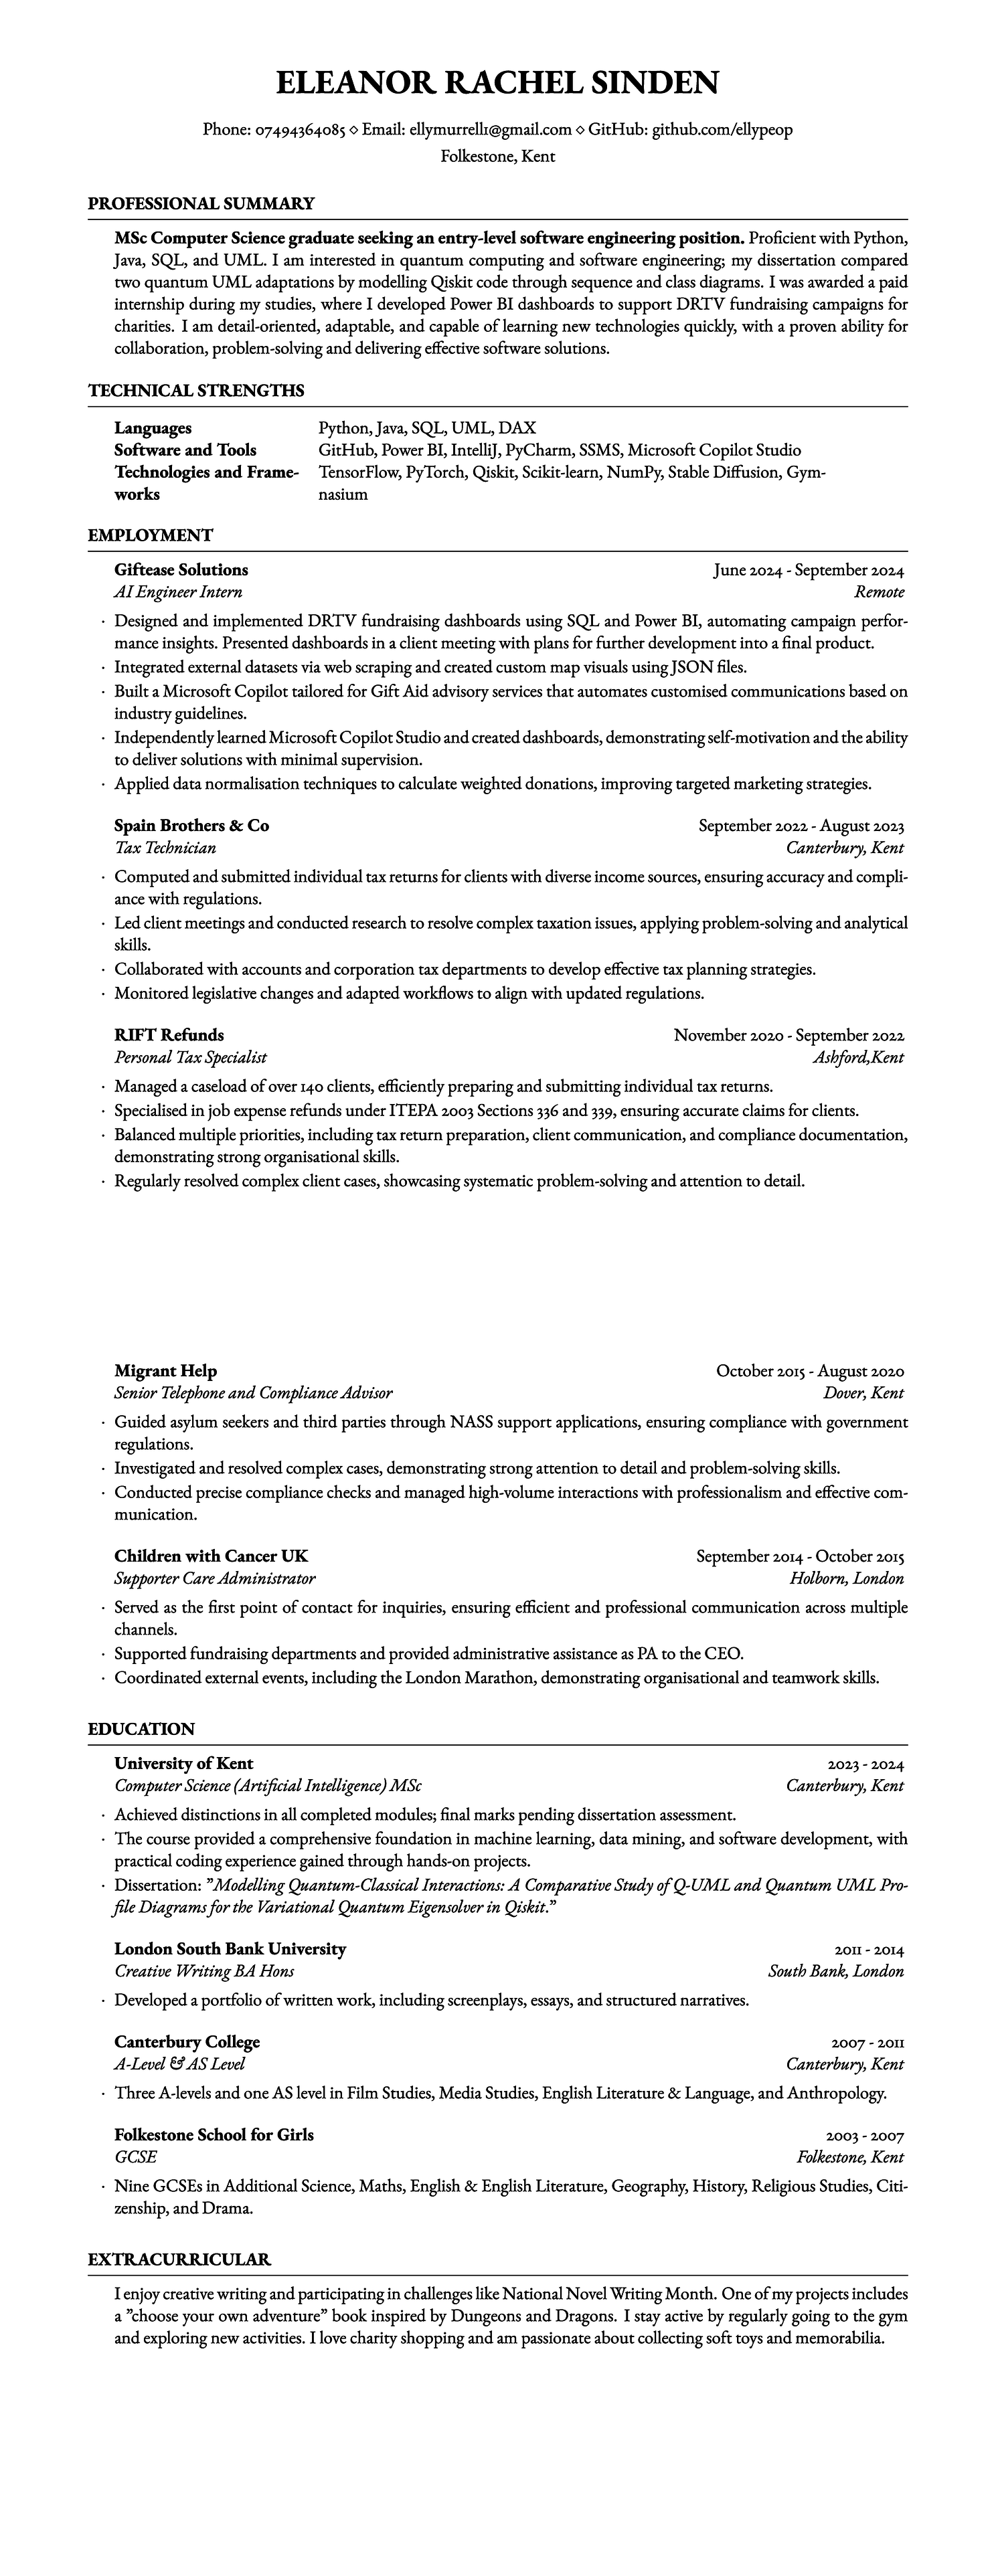 ELEANOR RACHEL SINDEN
Phone: 07494364085 ⋄ Email: ellymurrell1@gmail.com ⋄ GitHub: github.com/ellypeop
Folkestone, Kent
PROFESSIONAL SUMMARY
MSc Computer Science graduate seeking an entry-level software engineering position. Proficient with Python,
Java, SQL, and UML. I am interested in quantum computing and software engineering; my dissertation compared
two quantum UML adaptations by modelling Qiskit code through sequence and class diagrams. I was awarded a paid
internship during my studies, where I developed Power BI dashboards to support DRTV fundraising campaigns for
charities. I am detail-oriented, adaptable, and capable of learning new technologies quickly, with a proven ability for
collaboration, problem-solving and delivering effective software solutions.
TECHNICAL STRENGTHS
Languages Python, Java, SQL, UML, DAX
Software and Tools GitHub, Power BI, IntelliJ, PyCharm, SSMS, Microsoft Copilot Studio
Technologies and Frame- TensorFlow, PyTorch, Qiskit, Scikit-learn, NumPy, Stable Diffusion, Gym-
works nasium
EMPLOYMENT
Giftease Solutions June 2024 - September 2024
AI Engineer Intern Remote
· Designed and implemented DRTV fundraising dashboards using SQL and Power BI, automating campaign perfor-
mance insights. Presented dashboards in a client meeting with plans for further development into a final product.
· Integrated external datasets via web scraping and created custom map visuals using JSON files.
· Built a Microsoft Copilot tailored for Gift Aid advisory services that automates customised communications based on
industry guidelines.
· Independently learned Microsoft Copilot Studio and created dashboards, demonstrating self-motivation and the ability
to deliver solutions with minimal supervision.
· Applied data normalisation techniques to calculate weighted donations, improving targeted marketing strategies.
Spain Brothers & Co September 2022 - August 2023
Tax Technician Canterbury, Kent
· Computed and submitted individual tax returns for clients with diverse income sources, ensuring accuracy and compli-
ance with regulations.
· Led client meetings and conducted research to resolve complex taxation issues, applying problem-solving and analytical
skills.
· Collaborated with accounts and corporation tax departments to develop effective tax planning strategies.
· Monitored legislative changes and adapted workflows to align with updated regulations.
RIFT Refunds November 2020 - September 2022
Personal Tax Specialist Ashford,Kent
· Managed a caseload of over 140 clients, efficiently preparing and submitting individual tax returns.
· Specialised in job expense refunds under ITEPA 2003 Sections 336 and 339, ensuring accurate claims for clients.
· Balanced multiple priorities, including tax return preparation, client communication, and compliance documentation,
demonstrating strong organisational skills.
· Regularly resolved complex client cases, showcasing systematic problem-solving and attention to detail.
Migrant Help October 2015 - August 2020
Senior Telephone and Compliance Advisor Dover, Kent
· Guided asylum seekers and third parties through NASS support applications, ensuring compliance with government
regulations.
· Investigated and resolved complex cases, demonstrating strong attention to detail and problem-solving skills.
· Conducted precise compliance checks and managed high-volume interactions with professionalism and effective com-
munication.
Children with Cancer UK September 2014 - October 2015
Supporter Care Administrator Holborn, London
· Served as the first point of contact for inquiries, ensuring efficient and professional communication across multiple
channels.
· Supported fundraising departments and provided administrative assistance as PA to the CEO.
· Coordinated external events, including the London Marathon, demonstrating organisational and teamwork skills.
EDUCATION
University of Kent 2023 - 2024
Computer Science (Artificial Intelligence) MSc Canterbury, Kent
· Achieved distinctions in all completed modules; final marks pending dissertation assessment.
· The course provided a comprehensive foundation in machine learning, data mining, and software development, with
practical coding experience gained through hands-on projects.
· Dissertation: ”Modelling Quantum-Classical Interactions: A Comparative Study of Q-UML and Quantum UML Pro-
file Diagrams for the Variational Quantum Eigensolver in Qiskit.”
London South Bank University 2011 - 2014
Creative Writing BA Hons South Bank, London
· Developed a portfolio of written work, including screenplays, essays, and structured narratives.
Canterbury College 2007 - 2011
A-Level & AS Level Canterbury, Kent
· Three A-levels and one AS level in Film Studies, Media Studies, English Literature & Language, and Anthropology.
Folkestone School for Girls 2003 - 2007
GCSE Folkestone, Kent
· Nine GCSEs in Additional Science, Maths, English & English Literature, Geography, History, Religious Studies, Citi-
zenship, and Drama.
EXTRACURRICULAR
I enjoy creative writing and participating in challenges like National Novel Writing Month. One of my projects includes
a ”choose your own adventure” book inspired by Dungeons and Dragons. I stay active by regularly going to the gym
and exploring new activities. I love charity shopping and am passionate about collecting soft toys and memorabilia.